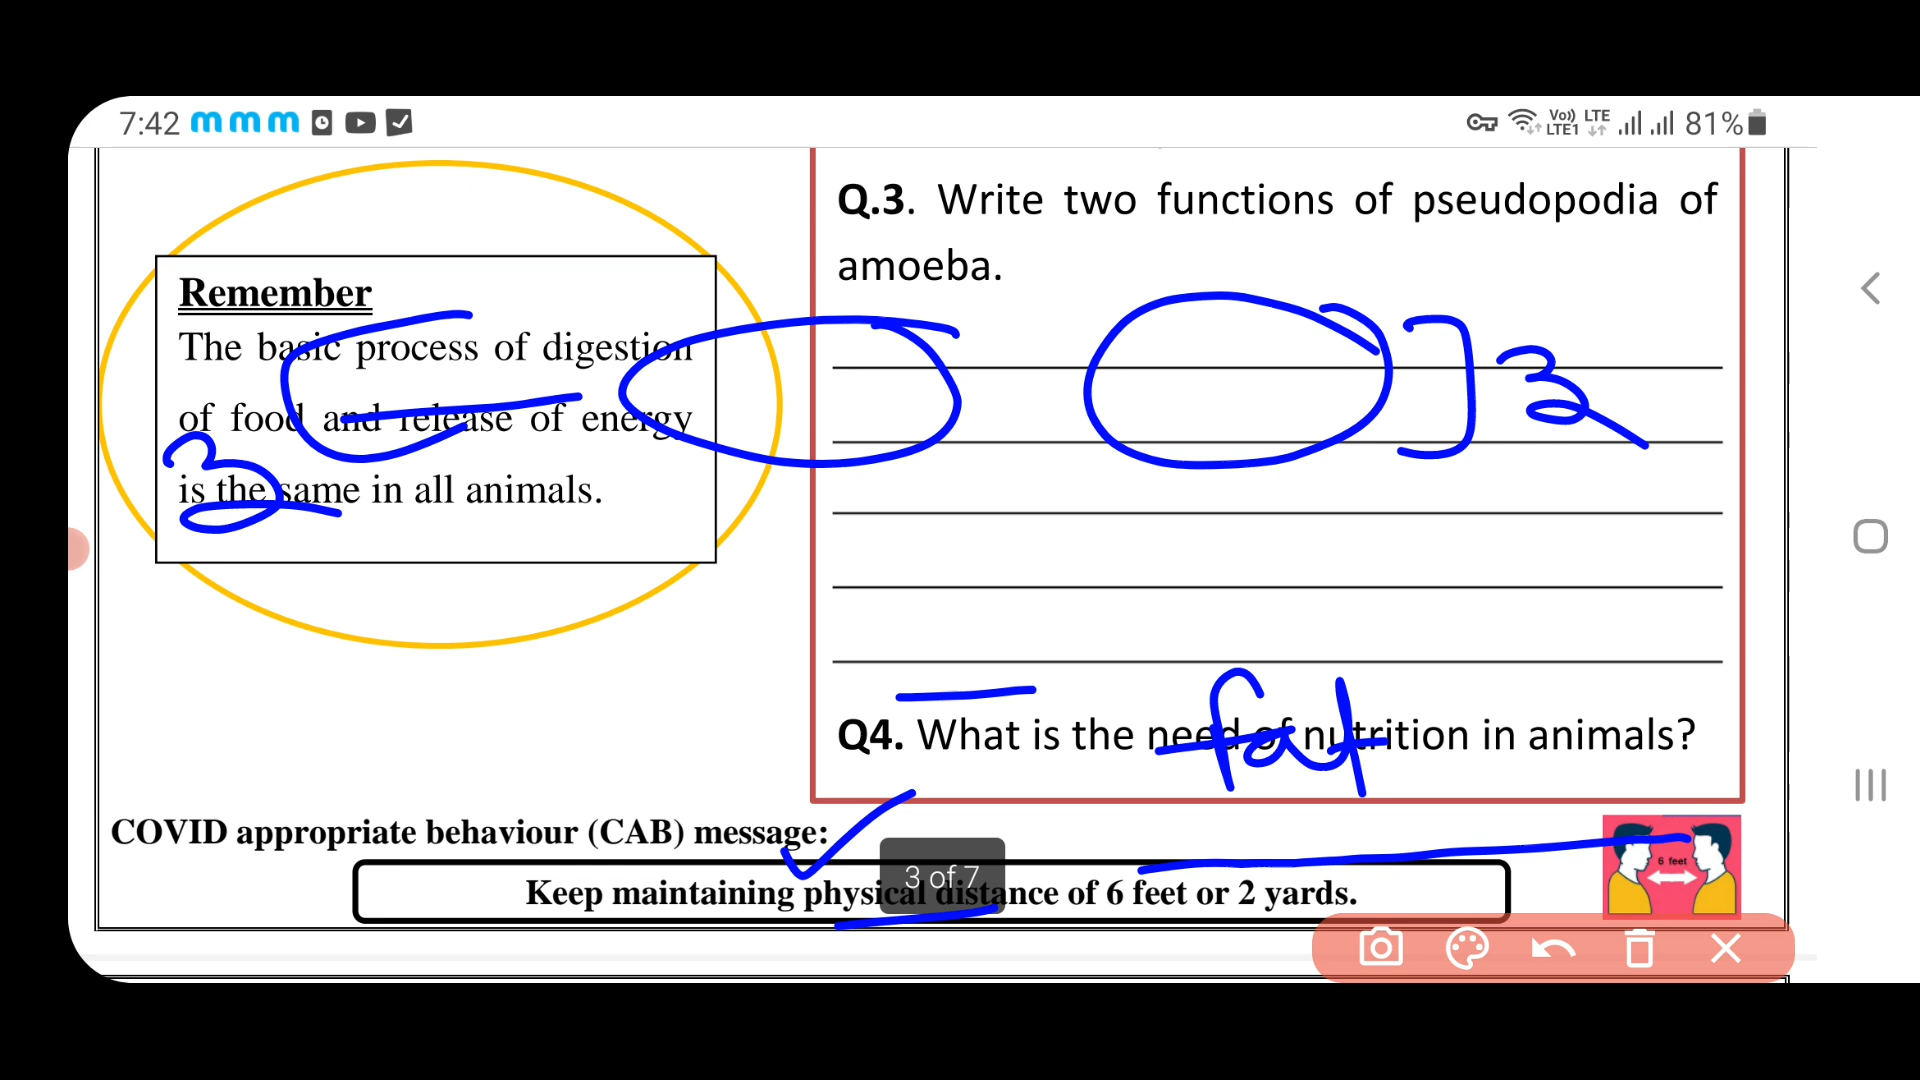 7:42 m m m Vo)) LTE LTE1 81%
Remember
The basic process of digestion
of food and release of energy
is the same in all animals.
Q.3. Write two functions of pseudopodia of
amoeba.
Q4. What is the need of nutrition in animals?
COVID appropriate behaviour (CAB) message:
Keep maintaining physical distance of 6 feet or 2 yards.
3 of 7
6 feet